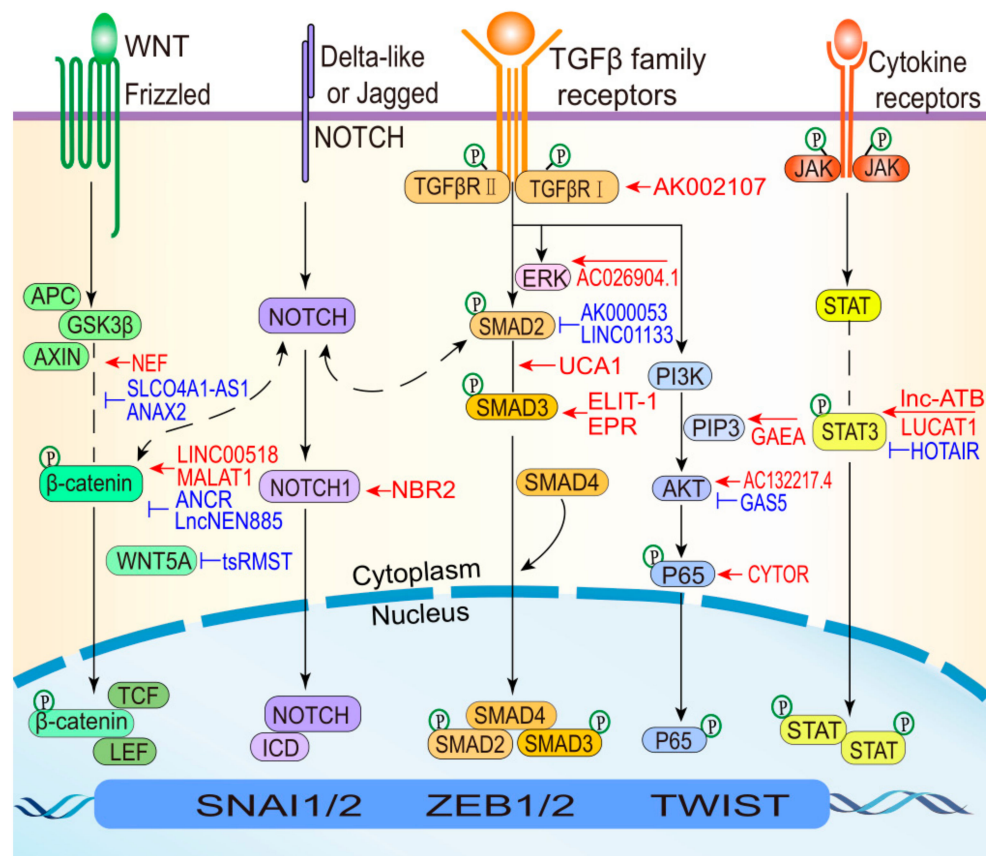 WNT
Frizzled
Delta-like
or Jagged
NOTCH
TGFβ family
receptors
Cytokine
receptors
P
P
TGFβR II
TGFβR I
AK002107
P
P
JAK
JAK
APC
GSK3β
AXIN
NEF
SLCO4A1-AS1
ANAX2
NOTCH
ERK
AC026904.1
P
SMAD2
AK000053
LINC01133
UCA1
P
SMAD3
ELIT-1
EPR
PI3K
PIP3
GAEA
STAT
P
STAT3
lnc-ATB
LUCAT1
HOTAIR
P
β-catenin
LINC00518
MALAT1
ANCR
LncNEN885
NOTCH1
NBR2
SMAD4
AKT
AC132217.4
GAS5
WNT5A
tsRMST
P
P65
CYTOR
Cytoplasm
Nucleus
P
β-catenin
TCF
LEF
NOTCH
ICD
SMAD4
P
SMAD2
SMAD3
P
P65
P
P
STAT
STAT
P
SNAI1/2
ZEB1/2
TWIST